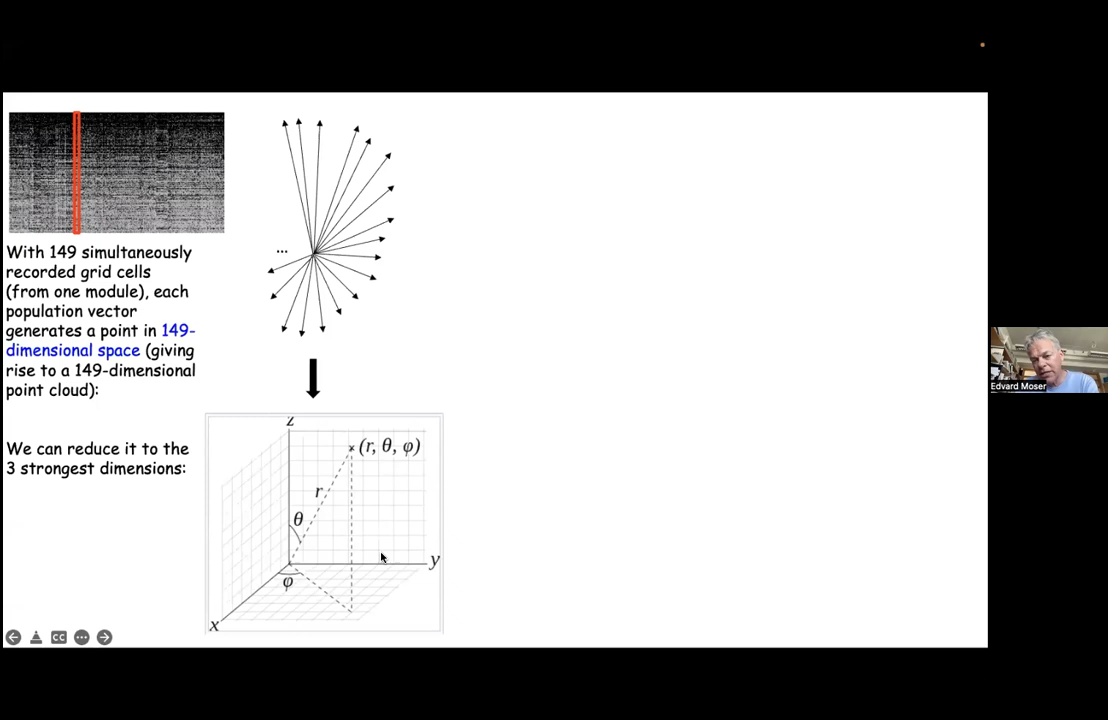 ...
With 149 simultaneously
recorded grid cells
(from one module), each
population vector
generates a point in 149-
dimensional space (giving
rise to a 149-dimensional
point cloud):
We can reduce it to the
3 strongest dimensions:
z
(r, θ, φ)
r
θ
y
φ
x
CC
Edvard Moser